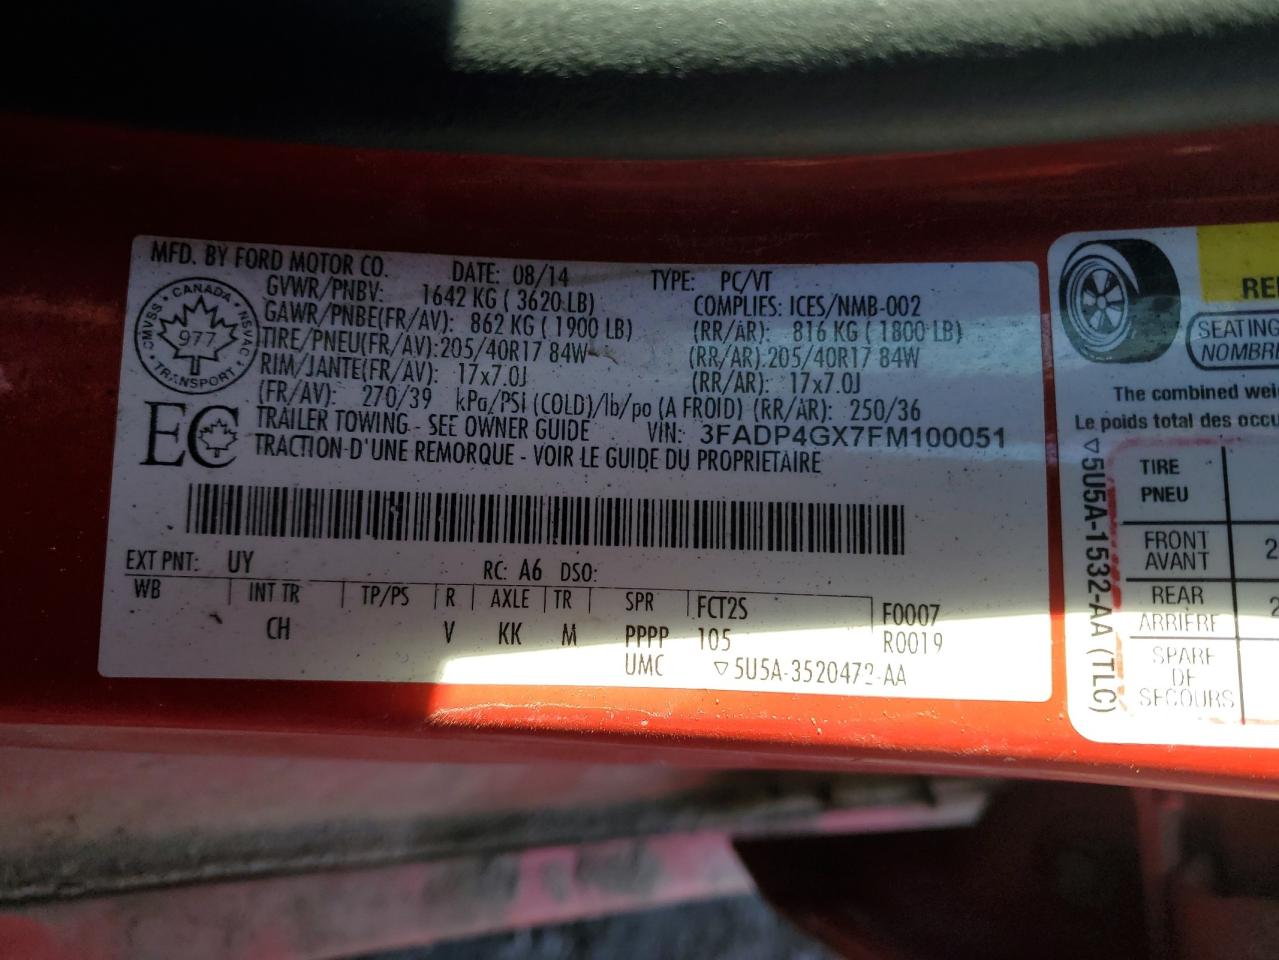 MFD. BY FORD MOTOR CO. DATE: 08/14 TYPE: PC/VT
GVWR/PNBV: 1642 KG ( 3620 LB) COMPLIES: ICES/NMB-002
GAWR/PNBE(FR/AV): 862 KG ( 1900 LB) (RR/AR): 816 KG ( 1800 LB)
TIRE/PNEU(FR/AV): 205/40R17 84W (RR/AR): 205/40R17 84W
RIM/JANTE(FR/AV): 17x7.0J (RR/AR): 17x7.0J
(FR/AV): 270/39 kPa/PSI (COLD)/lb/po (A FROID) (RR/AR): 250/36
TRAILER TOWING - SEE OWNER GUIDE VIN: 3FADP4GX7FM100051
TRACTION-D'UNE REMORQUE - VOIR LE GUIDE DU PROPRIETAIRE
CANADA
CMVSS 977 NSVAC
TRANSPORT
EC
EXT PNT: UY RC: A6 DSO:
WB INT TR TP/PS R AXLE TR SPR FCT2S F0007
CH V KK M PPPP 105 R0019
UMC ▽5U5A-3520472-AA
SEATING
NOMBRE
The combined wei
Le poids total des occu
▽5U5A-1532-AA (TLC)
TIRE
PNEU
FRONT 2
AVANT
REAR 2
ARRIÈRE
SPARE
DE
SECOURS